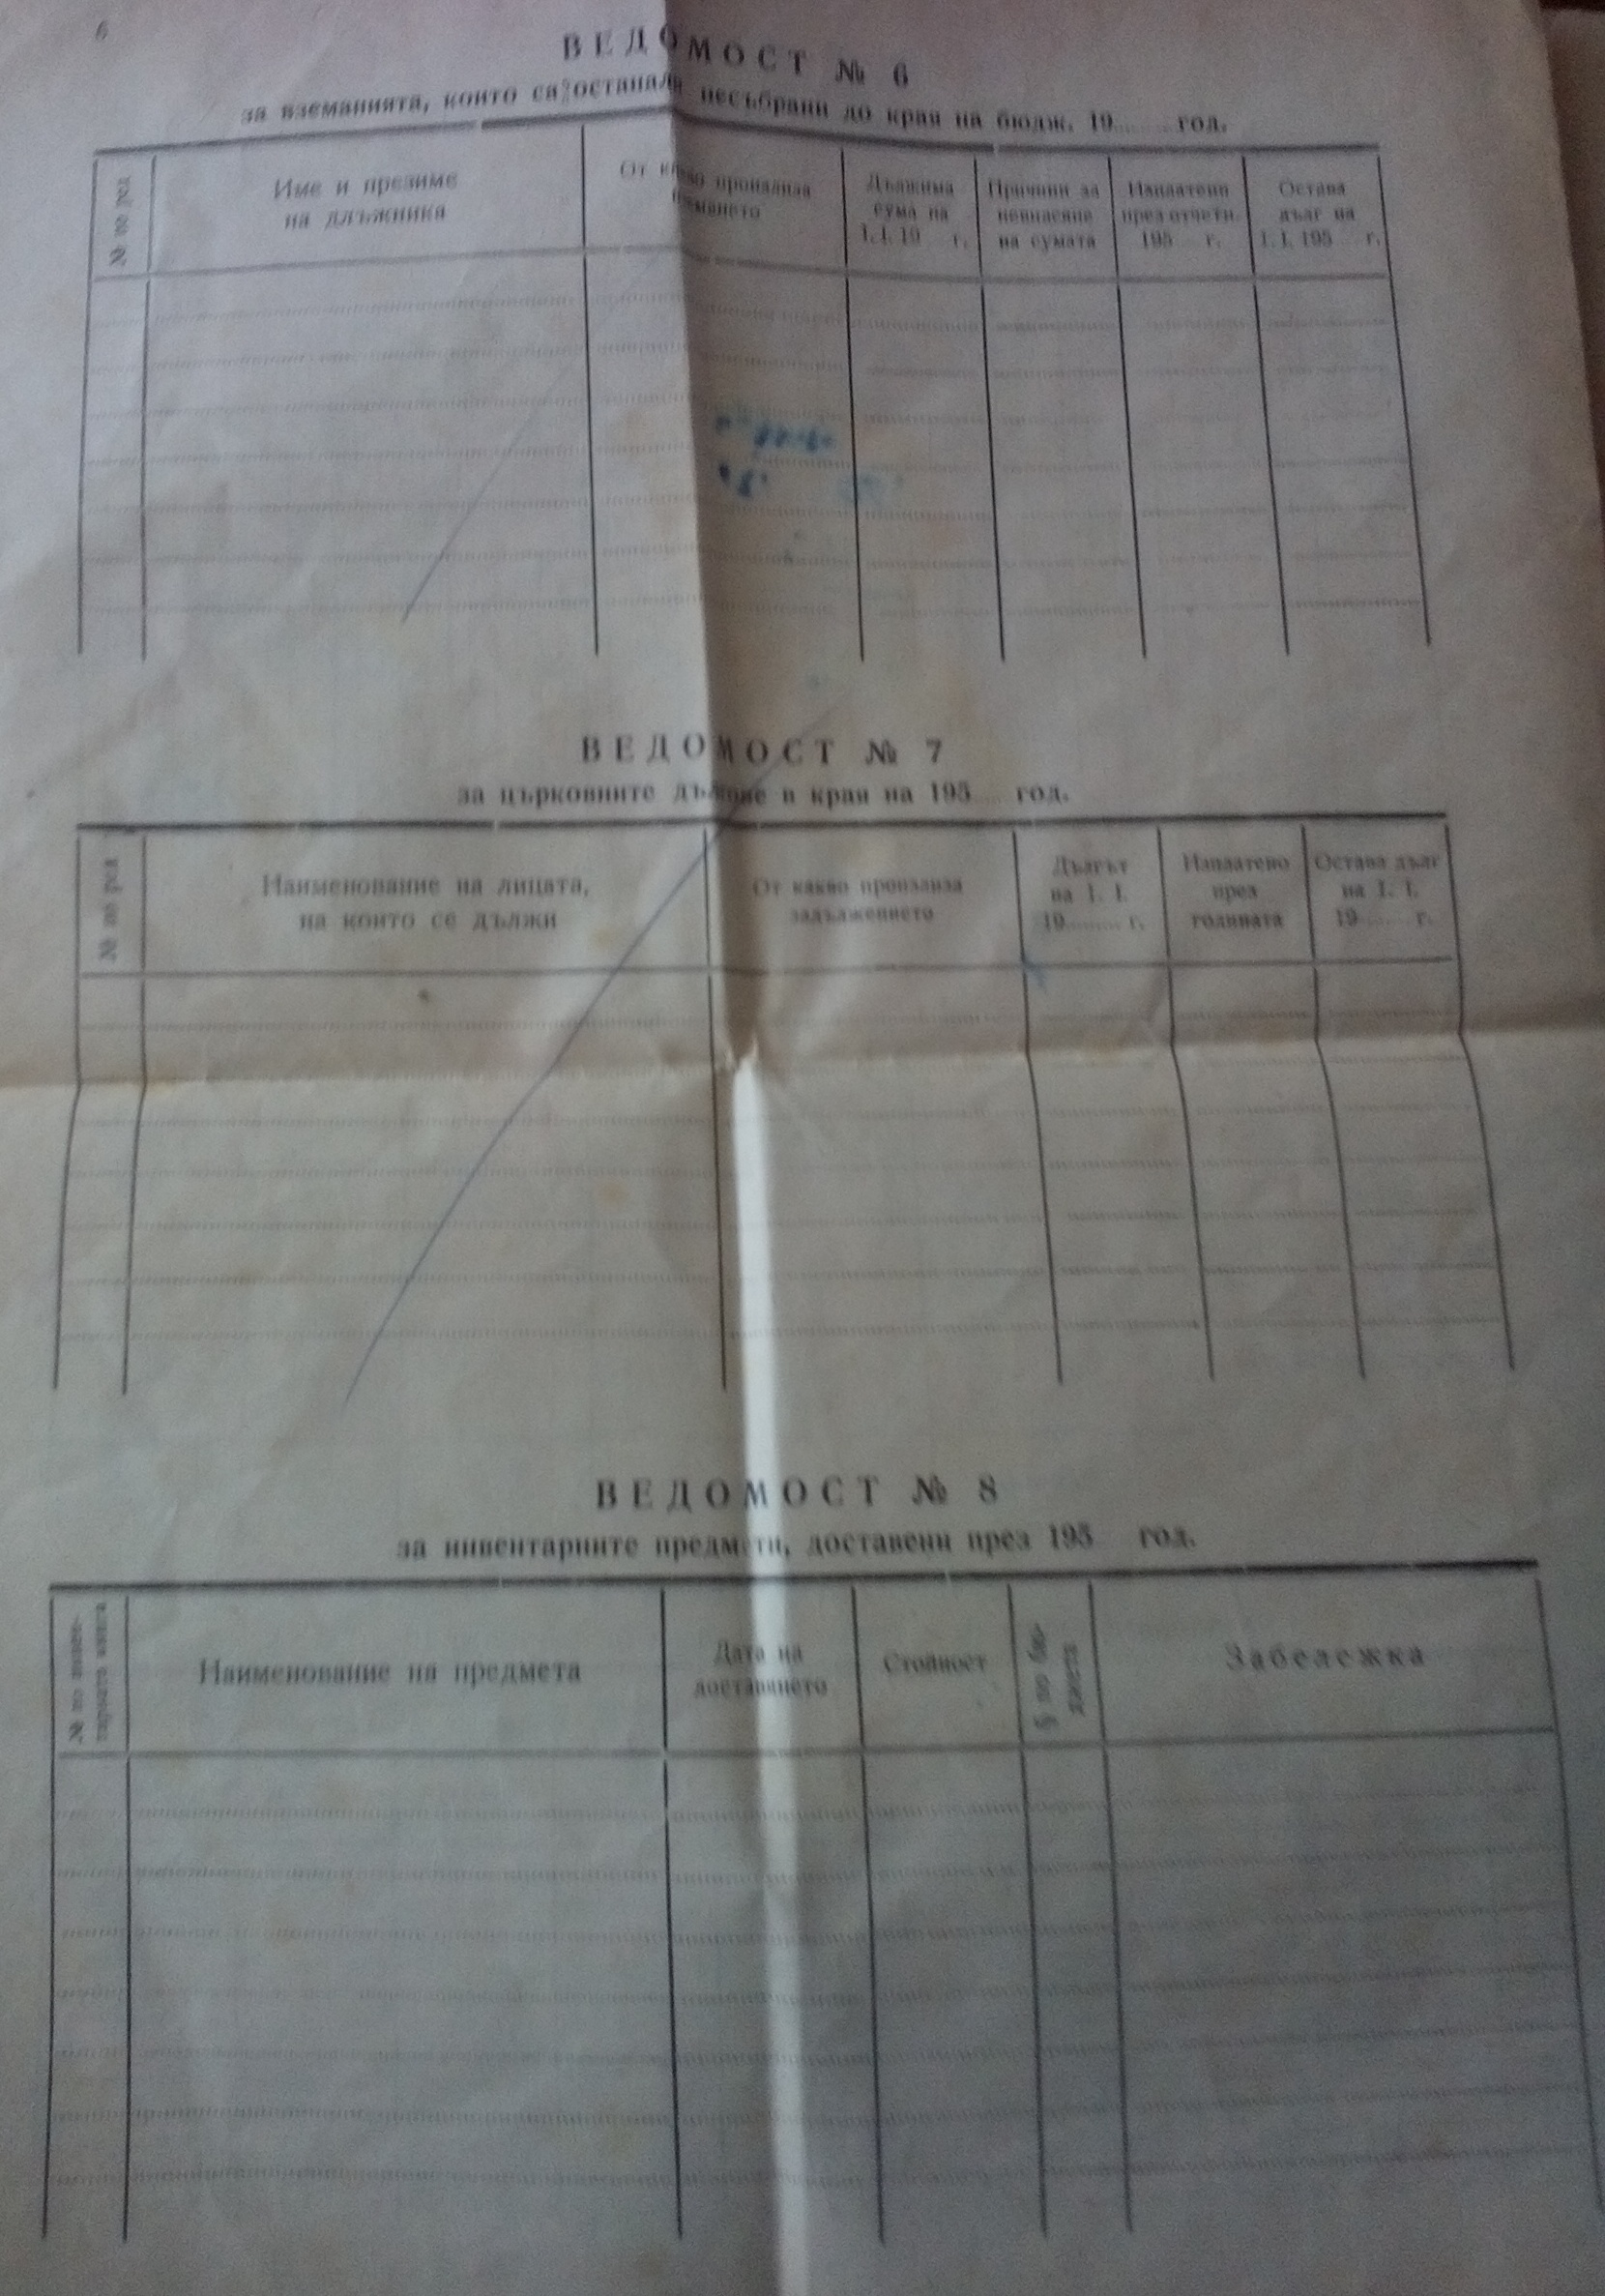 6
ВЕДОМОСТ № 6
за вземанията, които са останали несъбрани до края на бюдж. 19........ год.
№ по ред
Име и презиме
на длъжника
От какво произлиза
вземането
Дължима
сума на
1. I. 19 г.
Причини за
невнасяне
на сумата
Изплатени
през отчетн.
195 г.
Остава
дълг на
1. I. 195 г.
ВЕДОМОСТ № 7
за църковните дългове в края на 195..... год.
№ по ред
Наименование на лицата,
на които се дължи
От какво произлиза
задължението
Дългът
на 1. I.
19........ г.
Изплатено
през
годината
Остава дълг
на 1. I.
19........ г.
ВЕДОМОСТ № 8
за инвентарните предмети, доставени през 195 год.
№ по инвен-
тарната книга
Наименование на предмета
Дата на
доставянето
Стойност
§ по бю-
джета
Забележка